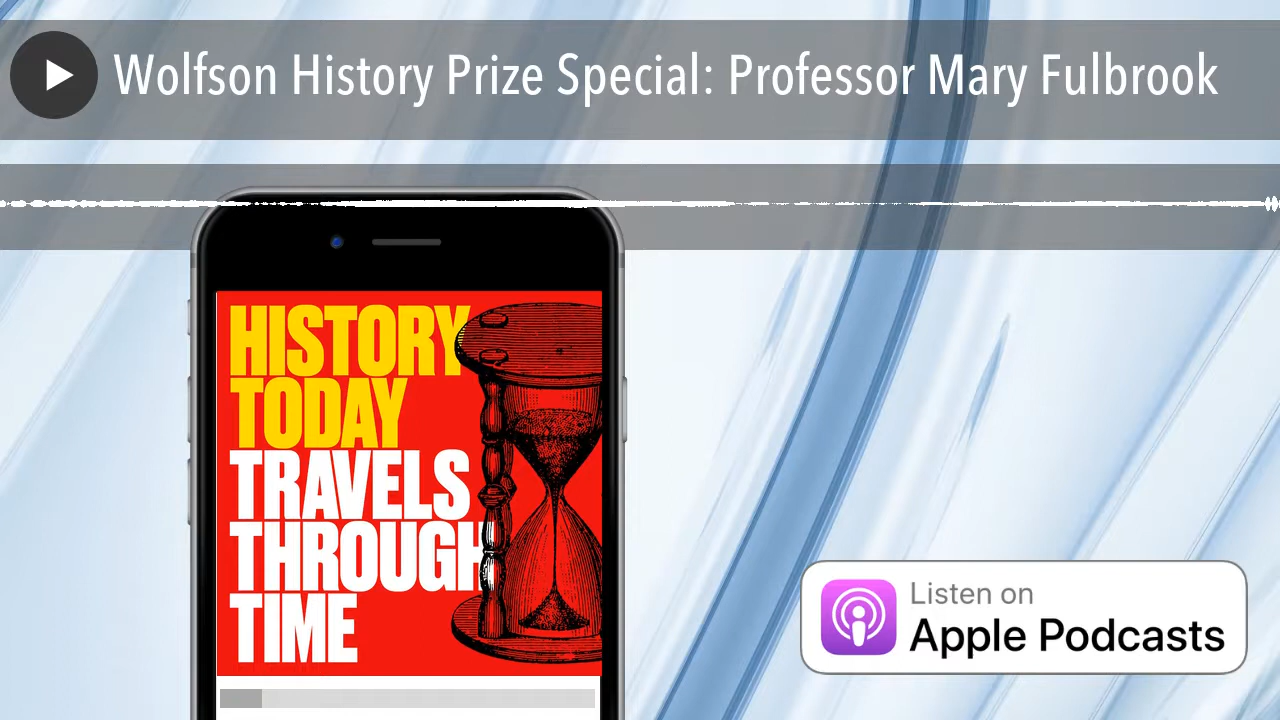 Wolfson History Prize Special: Professor Mary Fulbrook
HISTORY
TODAY
TRAVELS
THROUGH
TIME
Listen on
Apple Podcasts